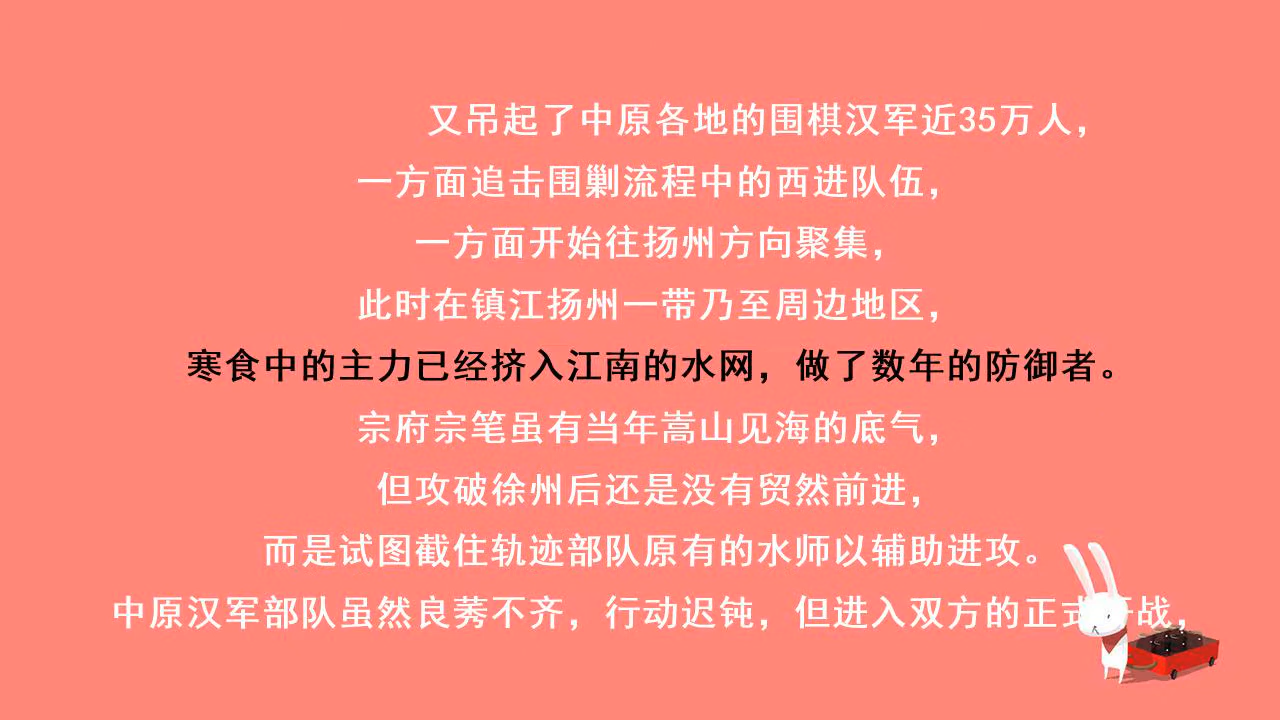 又吊起了中原各地的围棋汉军近35万人，
一方面追击围剿流程中的西进队伍，
一方面开始往扬州方向聚集，
此时在镇江扬州一带乃至周边地区，
寒食中的主力已经挤入江南的水网，做了数年的防御者。
宗府宗笔虽有当年嵩山见海的底气，
但攻破徐州后还是没有贸然前进，
而是试图截住轨迹部队原有的水师以辅助进攻。
中原汉军部队虽然良莠不齐，行动迟钝，但进入双方的正式开战，